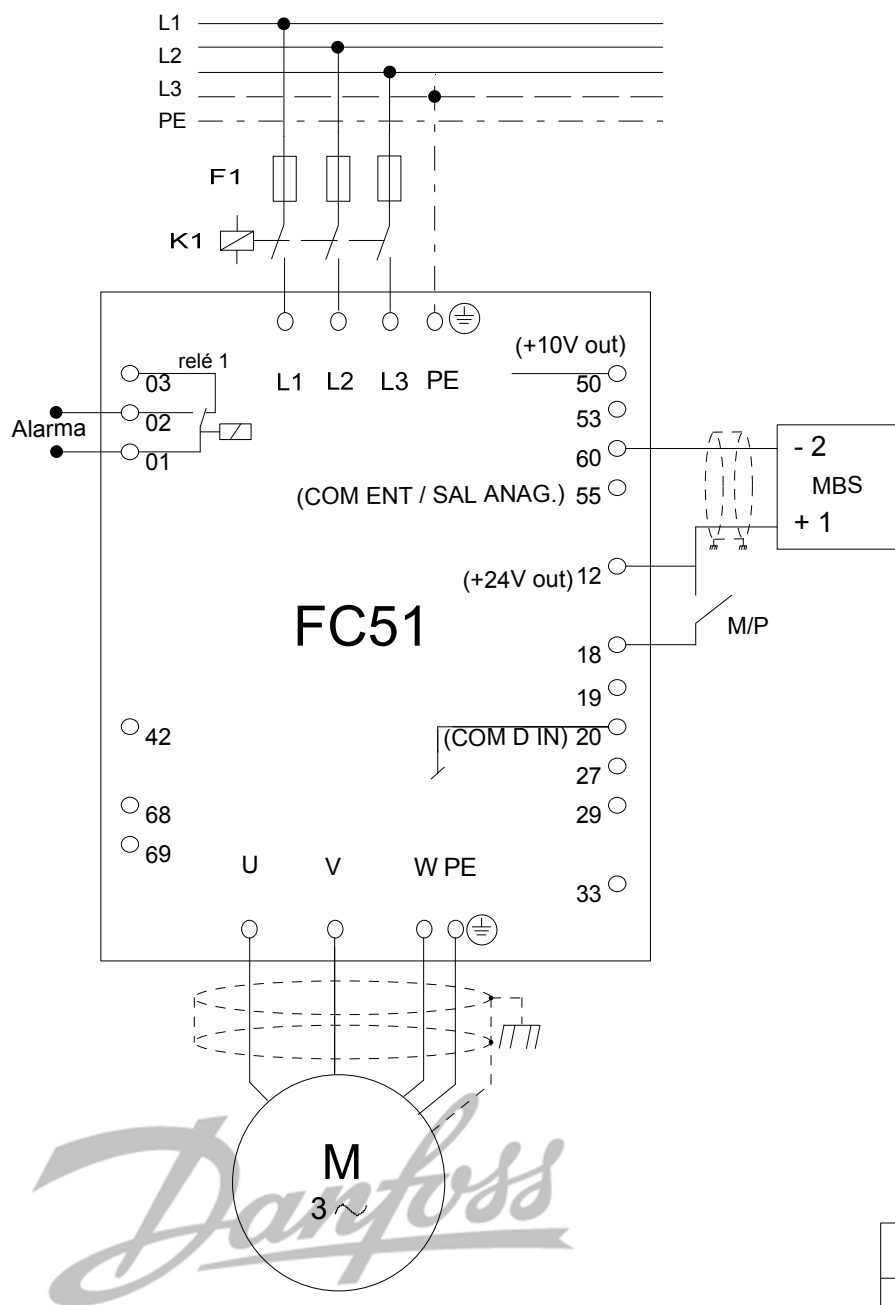 L1
L2
L3
PE
F1
K1
L1 L2 L3 PE
relé 1
03
02
01
Alarma
(+10V out)
50
53
60
(COM ENT / SAL ANAG.) 55
(+24V out) 12
- 2
MBS
+ 1
M/P
FC51
18
19
(COM D IN) 20
27
29
33
42
68
69
U V W PE
M
3
Danfoss